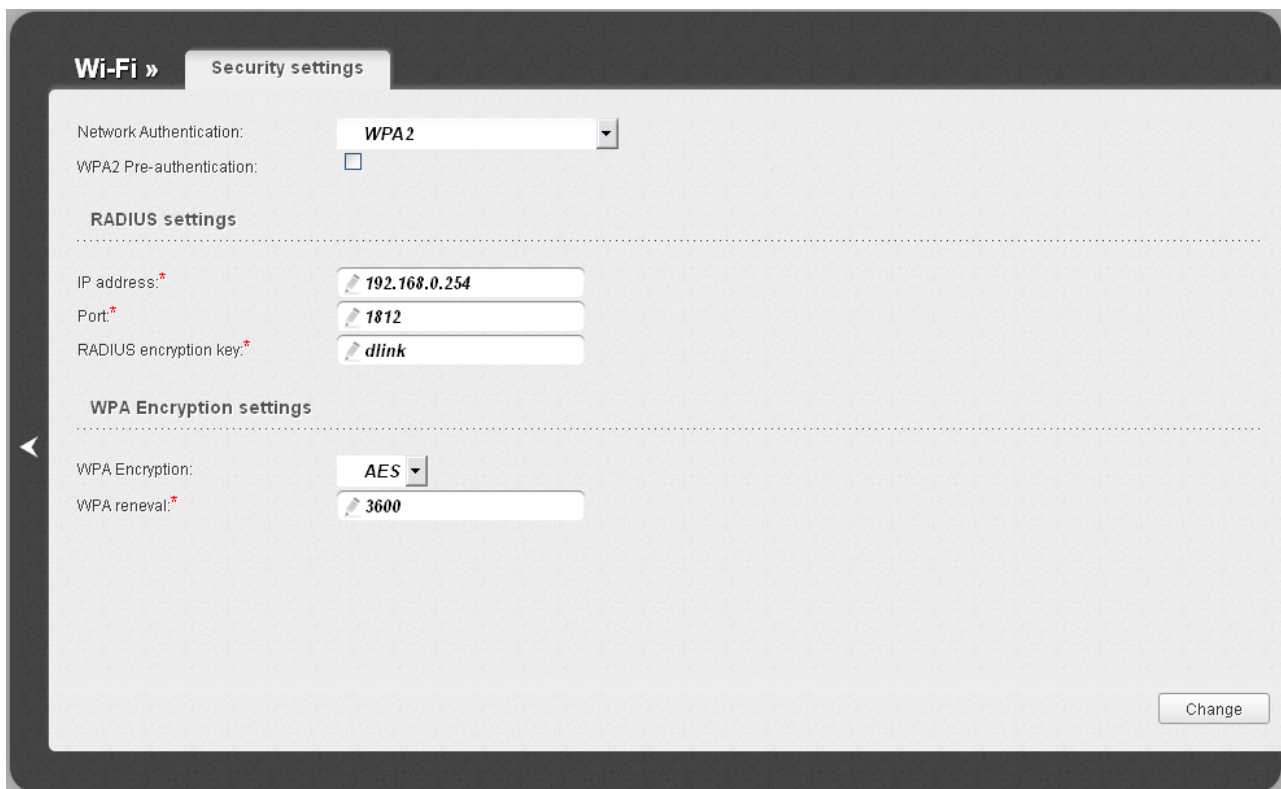 Wi-Fi » Security settings
Network Authentication: WPA2
WPA2 Pre-authentication:
RADIUS settings
IP address:* 192.168.0.254
Port:* 1812
RADIUS encryption key:* dlink
WPA Encryption settings
WPA Encryption: AES
WPA reneval:* 3600
Change